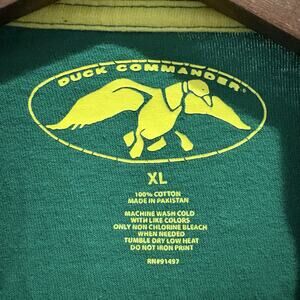 DUCK COMMANDER®
XL
100% COTTON
MADE IN PAKISTAN
MACHINE WASH COLD
WITH LIKE COLORS
ONLY NON CHLORINE BLEACH
WHEN NEEDED
TUMBLE DRY LOW HEAT
DO NOT IRON PRINT
RN#91497